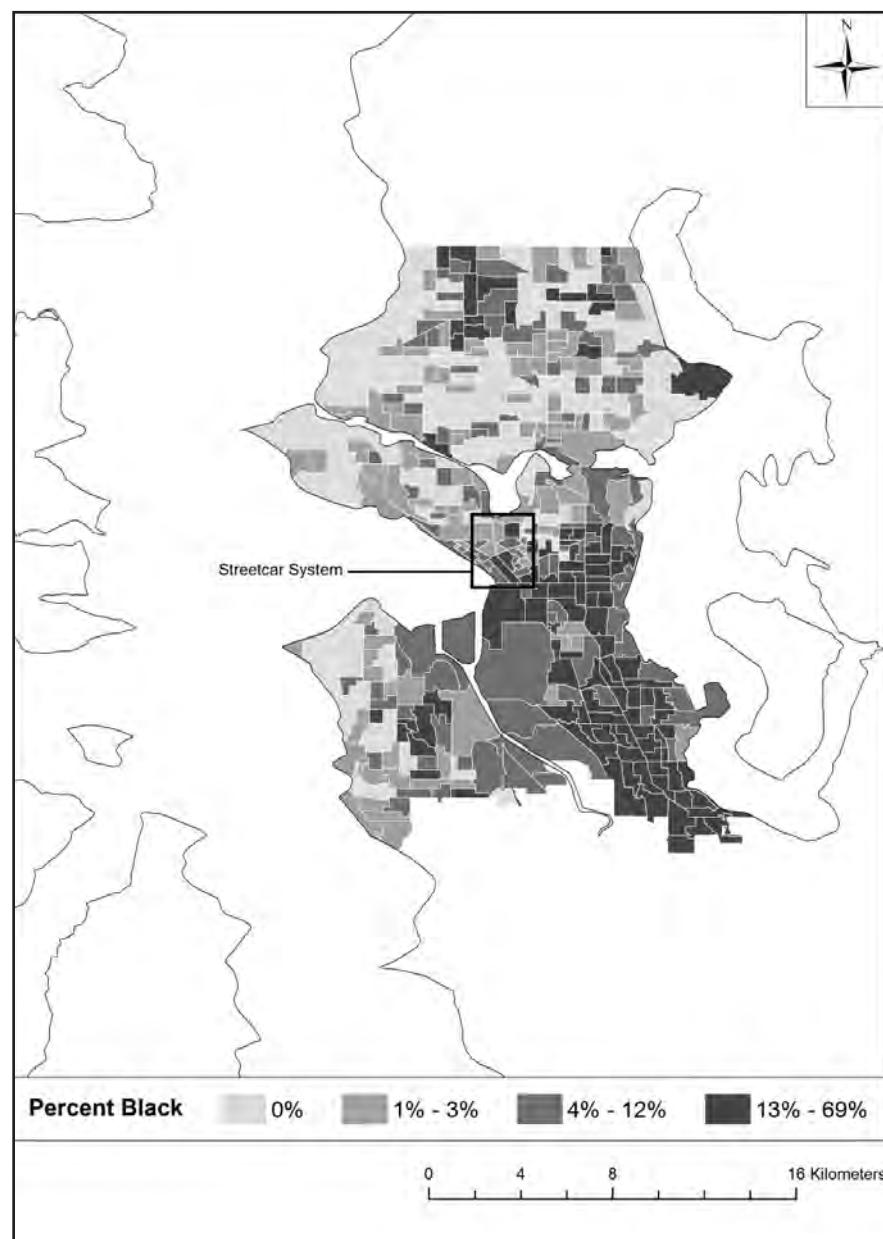 N
Streetcar System
Percent Black 0% 1% - 3% 4% - 12% 13% - 69%
0 4 8 16 Kilometers